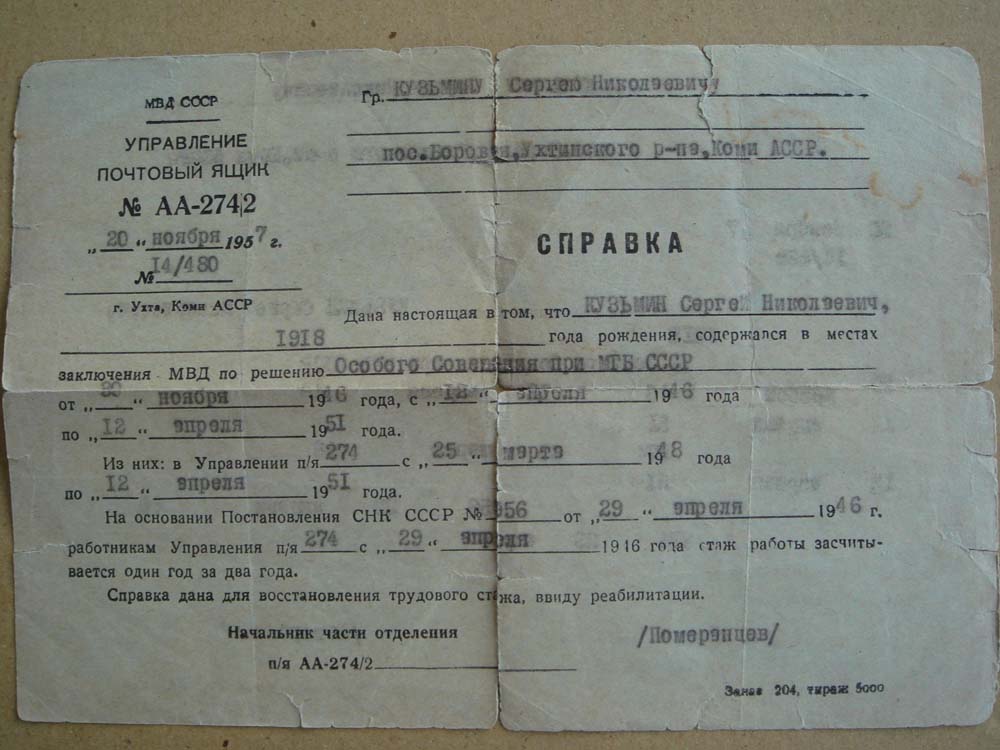 МВД СССР
УПРАВЛЕНИЕ
ПОЧТОВЫЙ ЯЩИК
№ АА-274/2
„20“ ноября 1957 г.
№ 14/480
г. Ухта, Коми АССР
Гр. КУЗЬМИНУ Сергею Николаевичу
пос.Боровая,Ухтинского р-на,Коми АССР.
СПРАВКА
Дана настоящая в том, что КУЗЬМИН Сергей Николаевич,
1918 года рождения, содержался в местах
заключения МВД по решению Особого Совещания при МГБ СССР
от „30“ ноября 1946 года, с „12“ апреля 1946 года
по „12“ апреля 1951 года.
Из них: в Управлении п/я 274 с „25“ марта 1948 года
по „12“ апреля 1951 года.
На основании Постановления СНК СССР № 956 от „29“ апреля 1946 г.
работникам Управления п/я 274 с „29“ апреля 1946 года стаж работы засчиты-
вается один год за два года.
Справка дана для восстановления трудового стажа, ввиду реабилитации.
Начальник части отделения
п/я АА-274/2
/Померанцев/
Заказ 204, тираж 5000